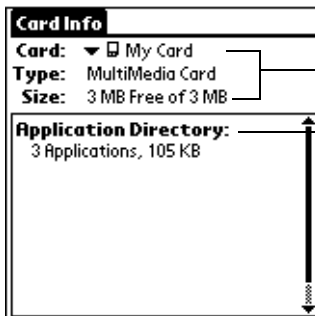 Card Info
Card: My Card
Type: MultiMedia Card
Size: 3 MB Free of 3 MB
Application Directory:
3 Applications, 105 KB